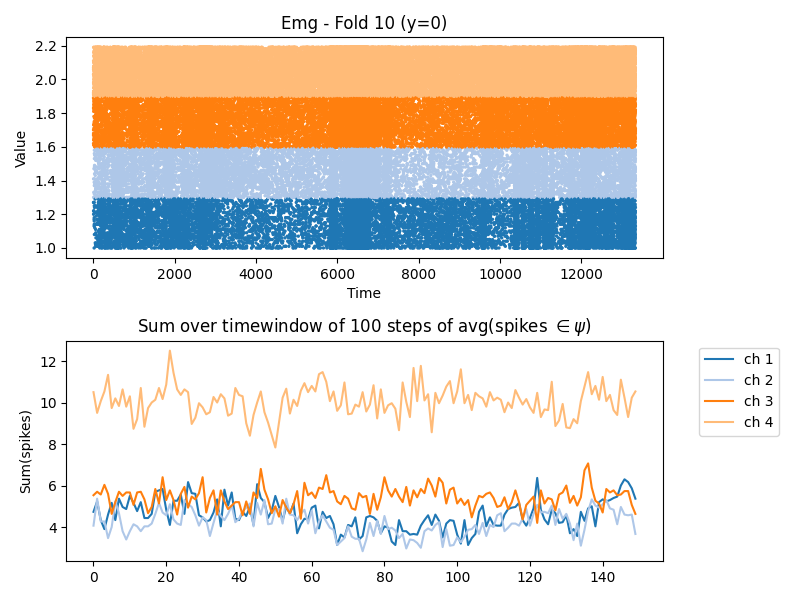 Emg - Fold 10 (y=0)
Value
2.2
2.0
1.8
1.6
1.4
1.2
1.0
0 2000 4000 6000 8000 10000 12000
Time
Sum over timewindow of 100 steps of avg(spikes ∈ ψ)
Sum(spikes)
12
10
8
6
4
0 20 40 60 80 100 120 140
ch 1
ch 2
ch 3
ch 4